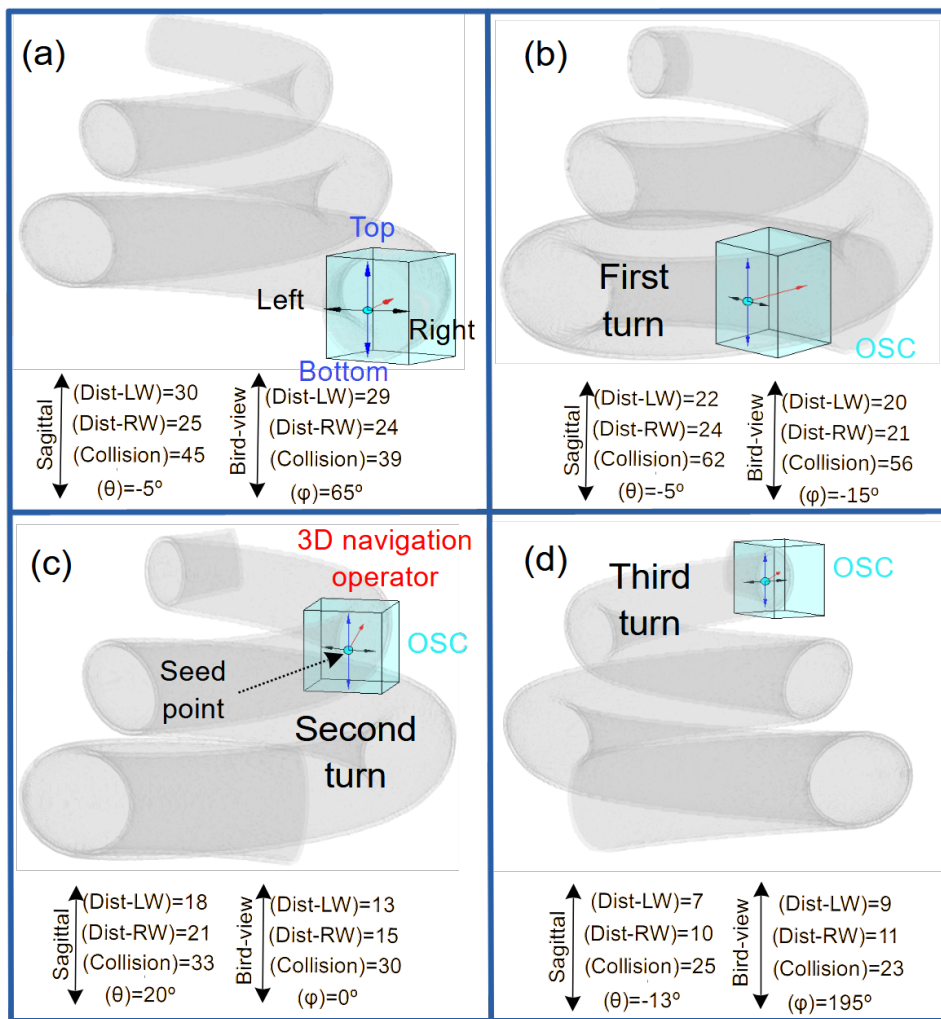 (a)
Top
Left
Right
Bottom
Sagittal
(Dist-LW)=30
(Dist-RW)=25
(Collision)=45
(θ)=-5º
Bird-view
(Dist-LW)=29
(Dist-RW)=24
(Collision)=39
(φ)=65º
(b)
First
turn
OSC
Sagittal
(Dist-LW)=22
(Dist-RW)=24
(Collision)=62
(θ)=-5º
Bird-view
(Dist-LW)=20
(Dist-RW)=21
(Collision)=56
(φ)=-15º
(c)
3D navigation
operator
OSC
Seed
point
Second
turn
Sagittal
(Dist-LW)=18
(Dist-RW)=21
(Collision)=33
(θ)=20º
Bird-view
(Dist-LW)=13
(Dist-RW)=15
(Collision)=30
(φ)=0º
(d)
Third
turn
OSC
Sagittal
(Dist-LW)=7
(Dist-RW)=10
(Collision)=25
(θ)=-13º
Bird-view
(Dist-LW)=9
(Dist-RW)=11
(Collision)=23
(φ)=195º